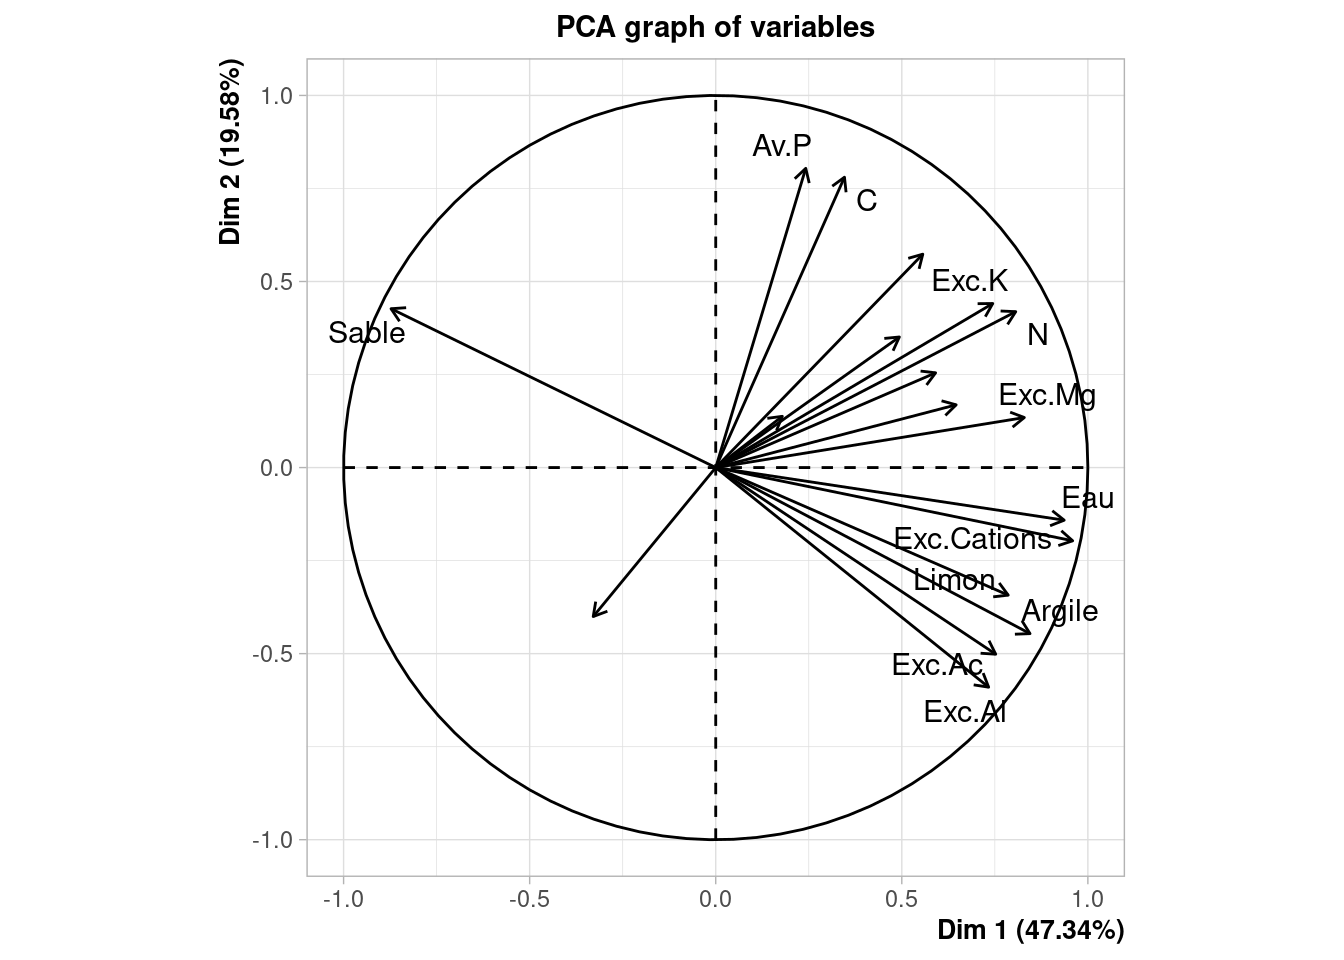 PCA graph of variables
Dim 2 (19.58%)
1.0
0.5
0.0
-0.5
-1.0
Av.P
C
Exc.K
N
Sable
Exc.Mg
Eau
Exc.Cations
Limon
Argile
Exc.Ac
Exc.Al
-1.0 -0.5 0.0 0.5 1.0
Dim 1 (47.34%)